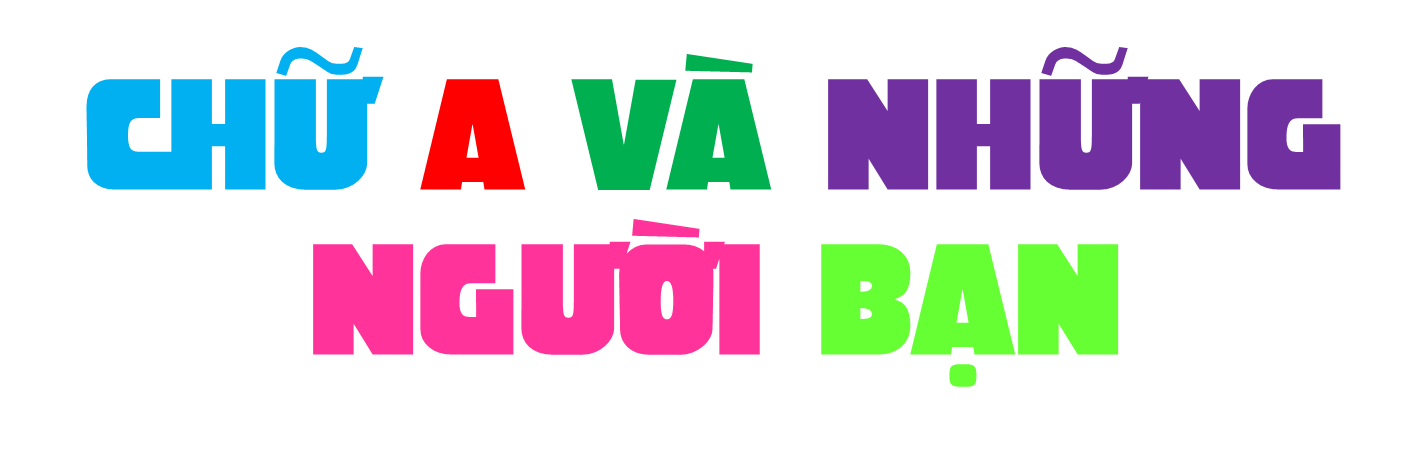 CHỮ A VÀ NHỮNG
NGƯỜI BẠN